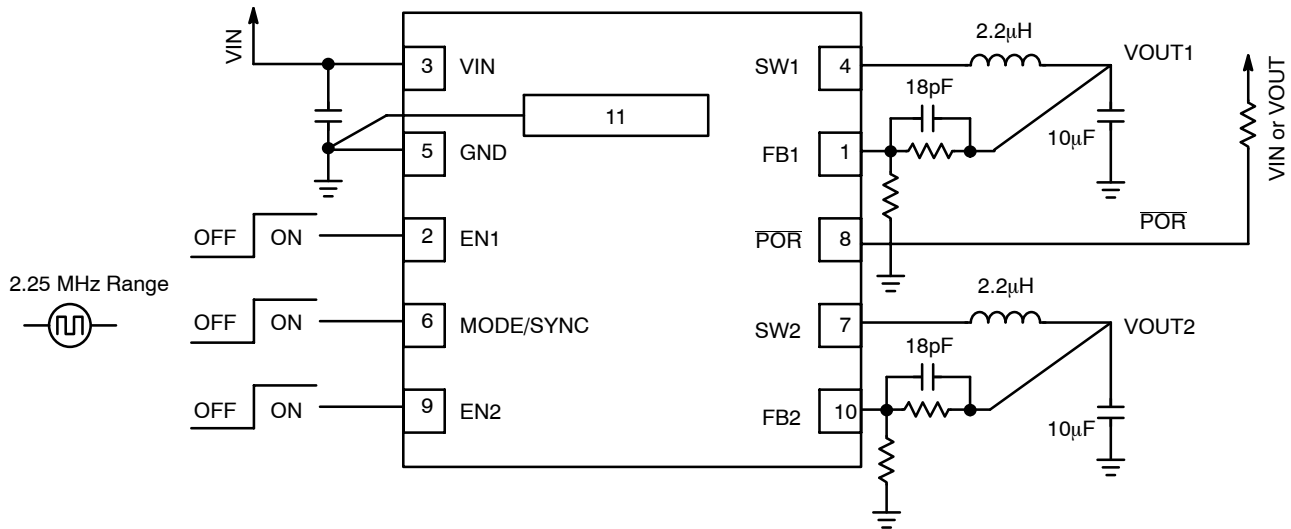 VIN
3
VIN
11
5
GND
OFF
ON
2
EN1
2.25 MHz Range
OFF
ON
6
MODE/SYNC
OFF
ON
9
EN2
SW1
4
2.2μH
VOUT1
18pF
FB1
1
10μF
VIN or VOUT
POR
8
POR
2.2μH
SW2
7
VOUT2
18pF
FB2
10
10μF